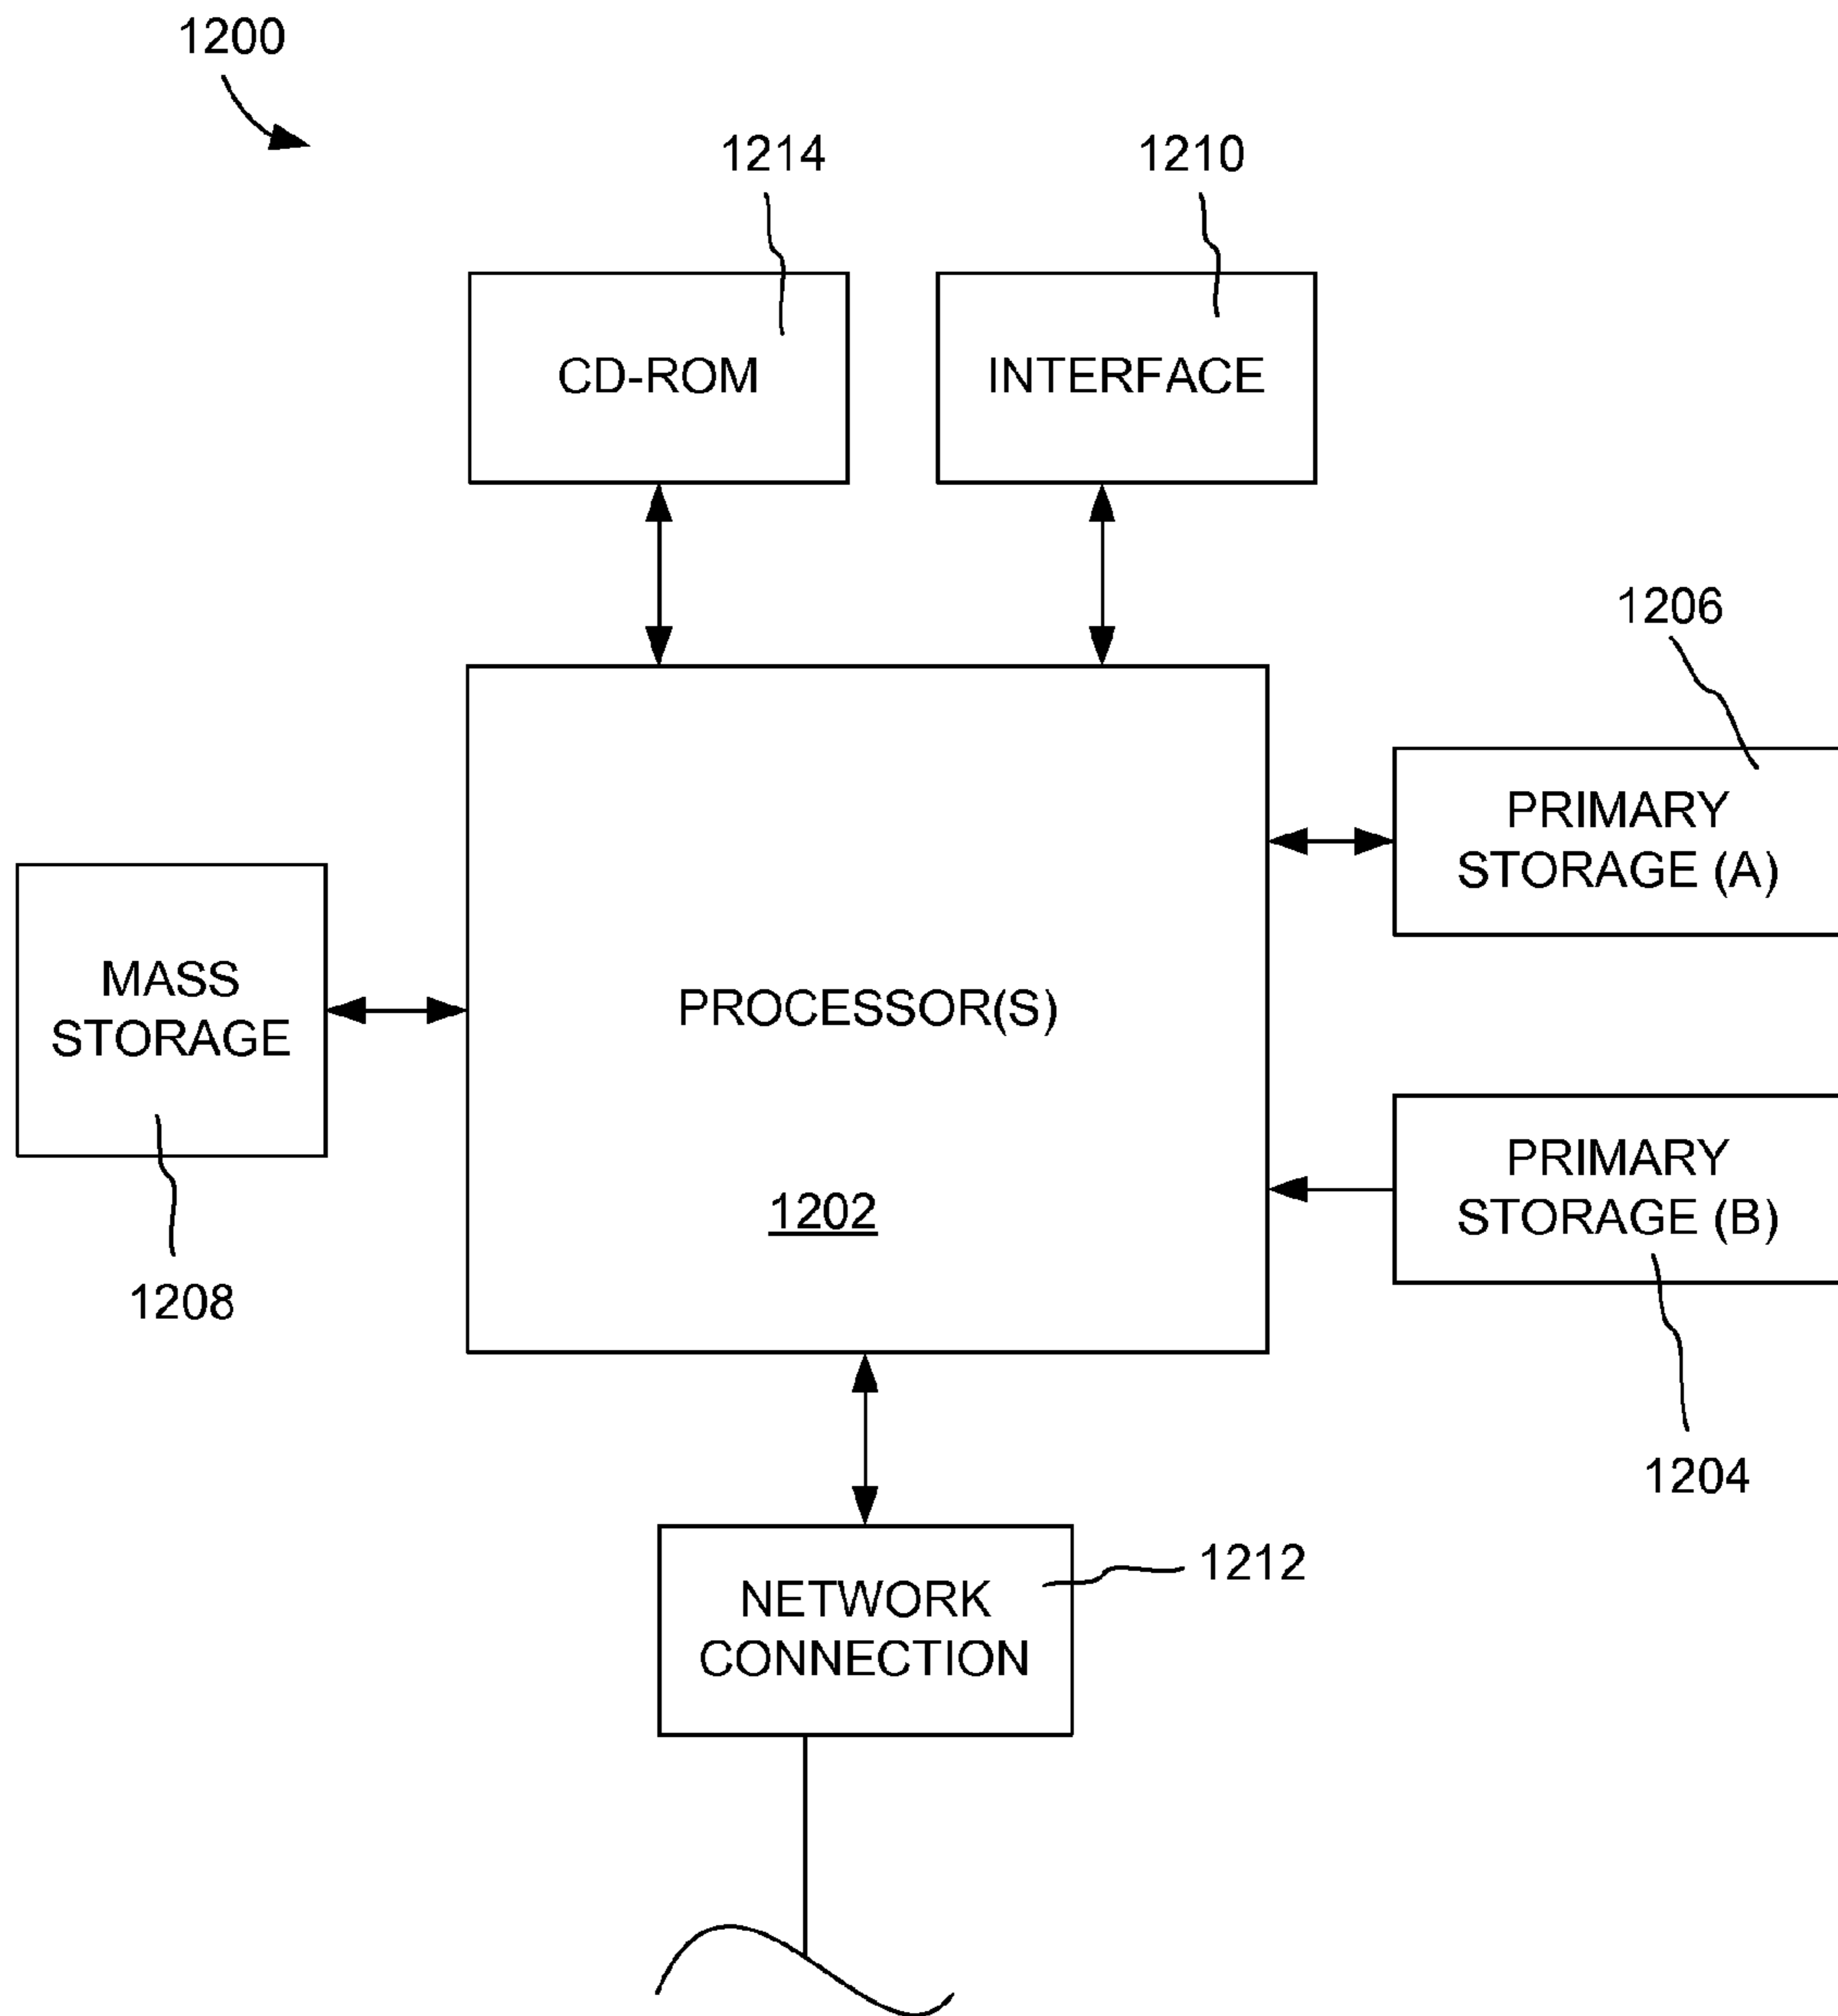 1200
1214
1210
CD-ROM
INTERFACE
1206
PRIMARY
STORAGE (A)
MASS
STORAGE
PROCESSOR(S)
PRIMARY
STORAGE (B)
1202
1208
1204
1212
NETWORK
CONNECTION